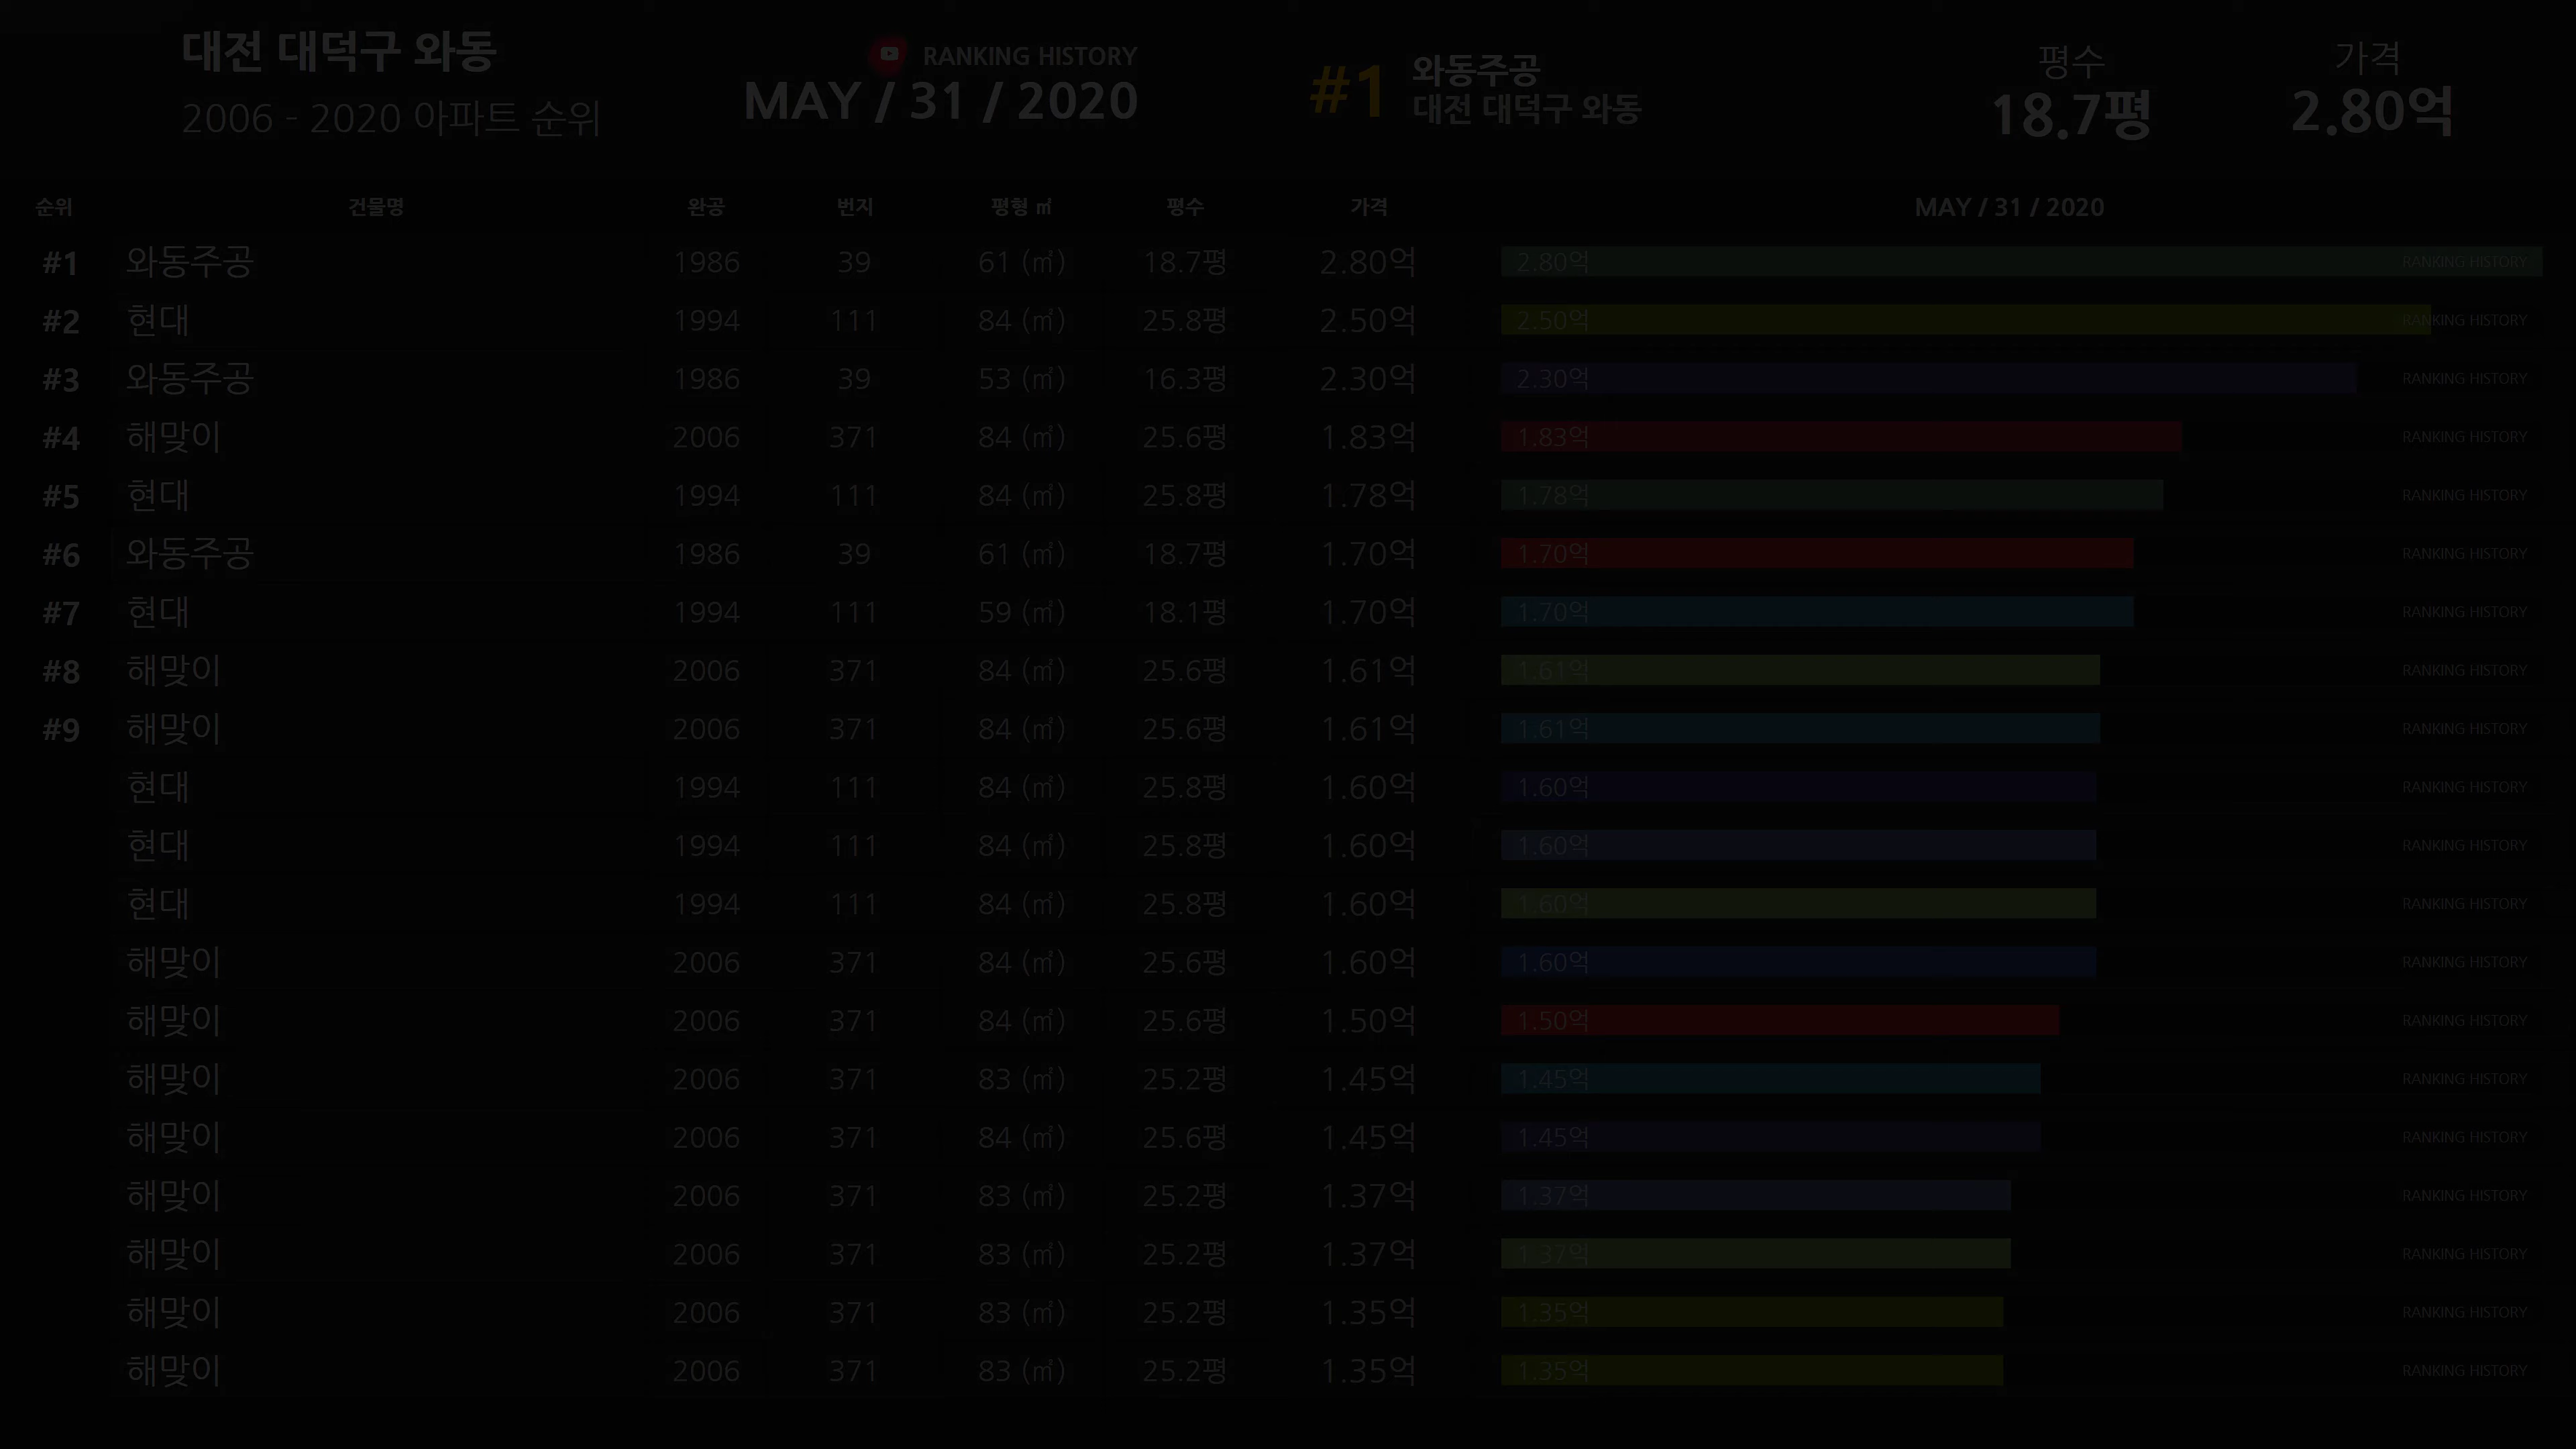 대전 대덕구 와동
2006 - 2020 아파트 순위
RANKING HISTORY
MAY / 31 / 2020
#1 와동주공
대전 대덕구 와동
평수
18.7평
가격
2.80억
순위 건물명 완공 번지 평형 ㎡ 평수 가격 MAY / 31 / 2020
#1 와동주공 1986 39 61 (㎡) 18.7평 2.80억 2.80억 RANKING HISTORY
#2 현대 1994 111 84 (㎡) 25.8평 2.50억 2.50억 RANKING HISTORY
#3 와동주공 1986 39 53 (㎡) 16.3평 2.30억 2.30억 RANKING HISTORY
#4 해맞이 2006 371 84 (㎡) 25.6평 1.83억 1.83억 RANKING HISTORY
#5 현대 1994 111 84 (㎡) 25.8평 1.78억 1.78억 RANKING HISTORY
#6 와동주공 1986 39 61 (㎡) 18.7평 1.70억 1.70억 RANKING HISTORY
#7 현대 1994 111 59 (㎡) 18.1평 1.70억 1.70억 RANKING HISTORY
#8 해맞이 2006 371 84 (㎡) 25.6평 1.61억 1.61억 RANKING HISTORY
#9 해맞이 2006 371 84 (㎡) 25.6평 1.61억 1.61억 RANKING HISTORY
현대 1994 111 84 (㎡) 25.8평 1.60억 1.60억 RANKING HISTORY
현대 1994 111 84 (㎡) 25.8평 1.60억 1.60억 RANKING HISTORY
현대 1994 111 84 (㎡) 25.8평 1.60억 1.60억 RANKING HISTORY
해맞이 2006 371 84 (㎡) 25.6평 1.60억 1.60억 RANKING HISTORY
해맞이 2006 371 84 (㎡) 25.6평 1.50억 1.50억 RANKING HISTORY
해맞이 2006 371 83 (㎡) 25.2평 1.45억 1.45억 RANKING HISTORY
해맞이 2006 371 84 (㎡) 25.6평 1.45억 1.45억 RANKING HISTORY
해맞이 2006 371 83 (㎡) 25.2평 1.37억 1.37억 RANKING HISTORY
해맞이 2006 371 83 (㎡) 25.2평 1.37억 1.37억 RANKING HISTORY
해맞이 2006 371 83 (㎡) 25.2평 1.35억 1.35억 RANKING HISTORY
해맞이 2006 371 83 (㎡) 25.2평 1.35억 1.35억 RANKING HISTORY